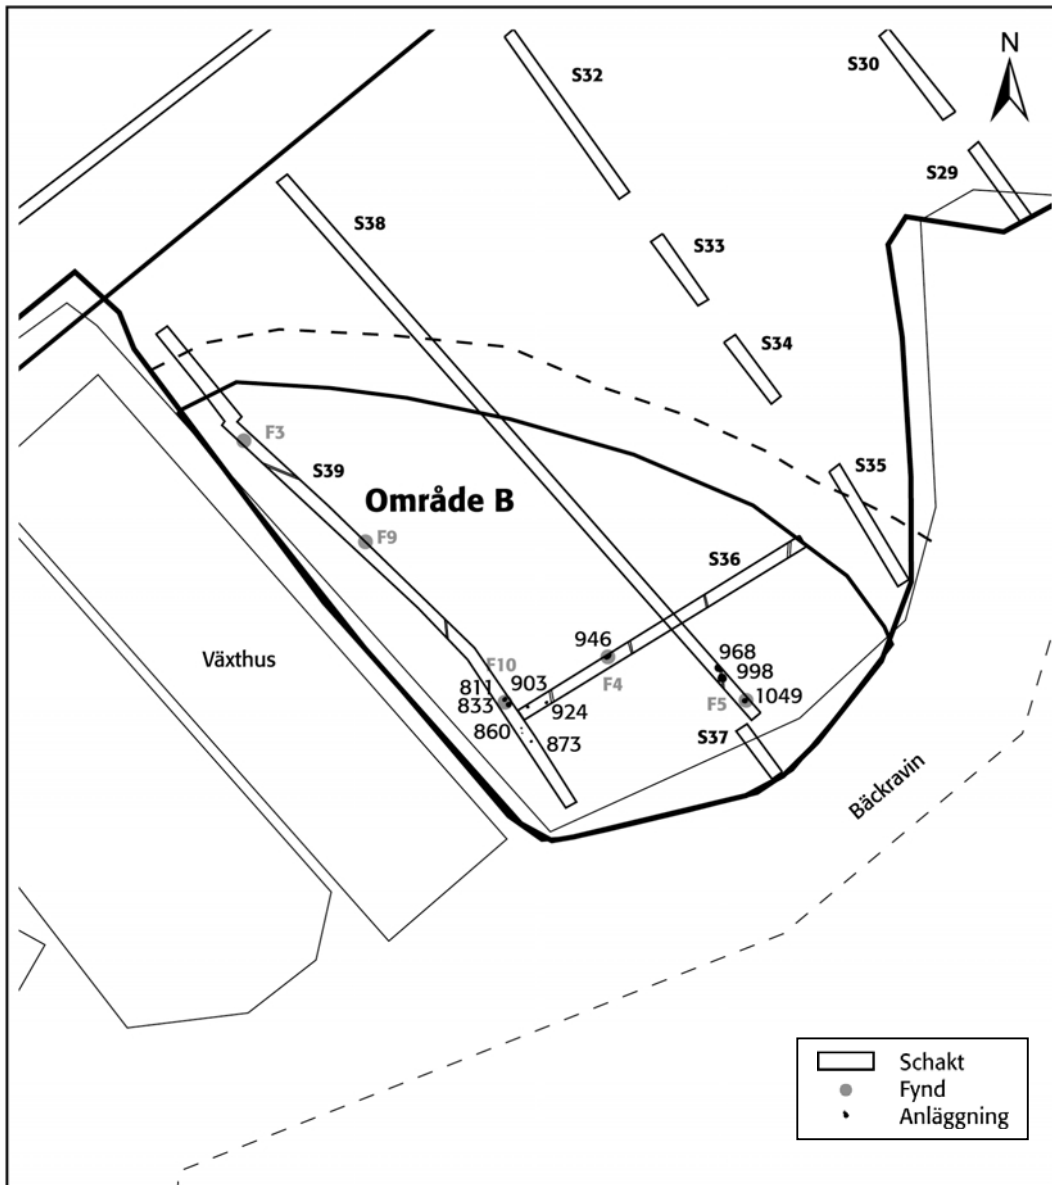 N
S32
S30
S29
S38
S33
S34
F3
S39
S35
Område B
F9
S36
946
968
Växthus
F10
998
811
903
F4
833
F5
1049
924
860
873
S37
Bäckravin
Schakt
Fynd
Anläggning